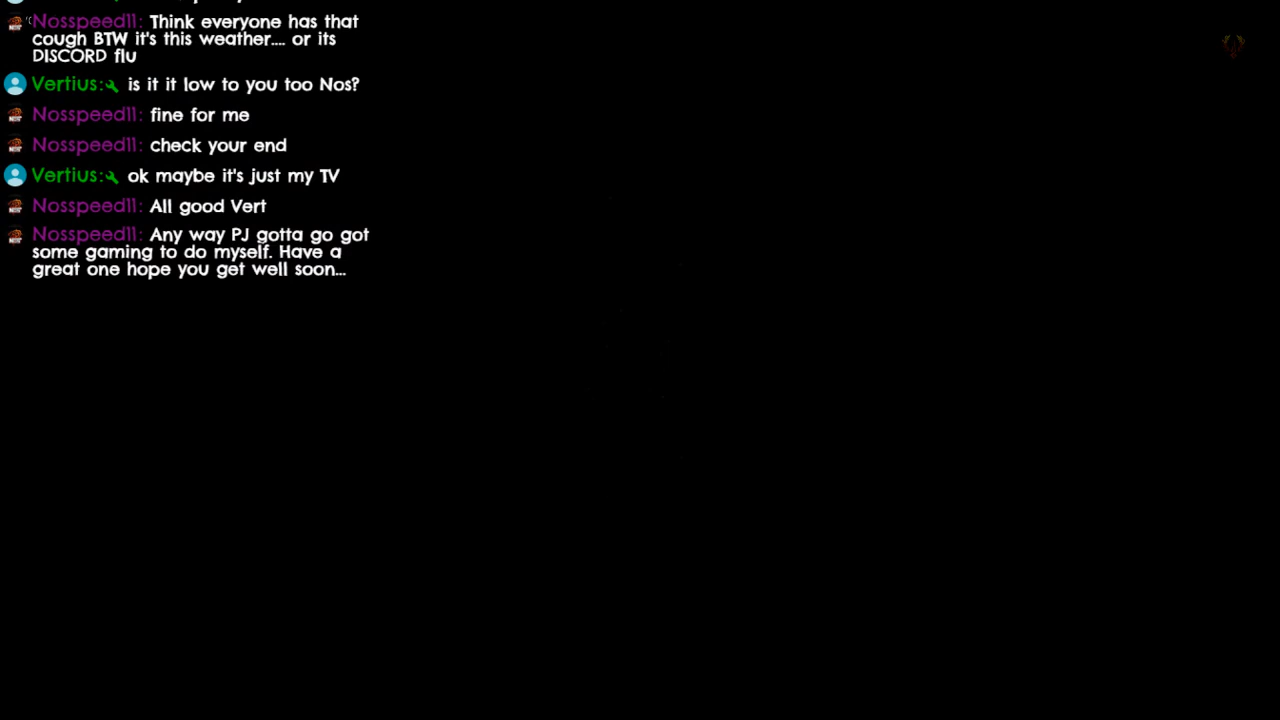 Nosspeed11: Think everyone has that
cough BTW it's this weather.... or its
DISCORD flu
Vertius: is it it low to you too Nos?
Nosspeed11: fine for me
Nosspeed11: check your end
Vertius: ok maybe it's just my TV
Nosspeed11: All good Vert
Nosspeed11: Any way PJ gotta go got
some gaming to do myself. Have a
great one hope you get well soon...